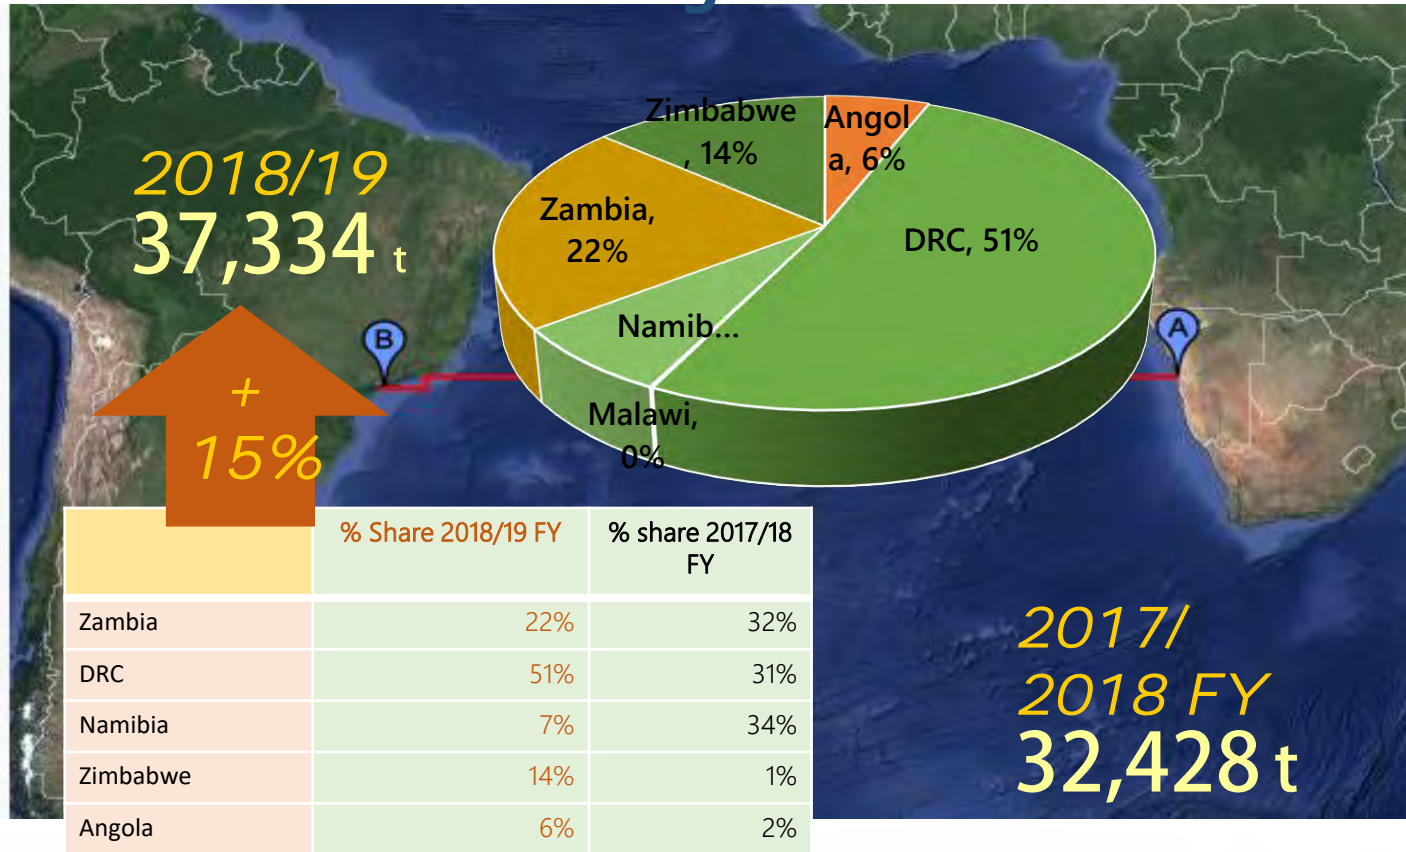 Zimbabwe
, 14%
Angol
a, 6%
2018/19
37,334 t
Zambia,
22%
DRC, 51%
Namib...
B
A
+
15%
Malawi,
0%
% Share 2018/19 FY
% share 2017/18
FY
Zambia 22% 32%
DRC 51% 31%
Namibia 7% 34%
Zimbabwe 14% 1%
Angola 6% 2%
2017/
2018 FY
32,428 t